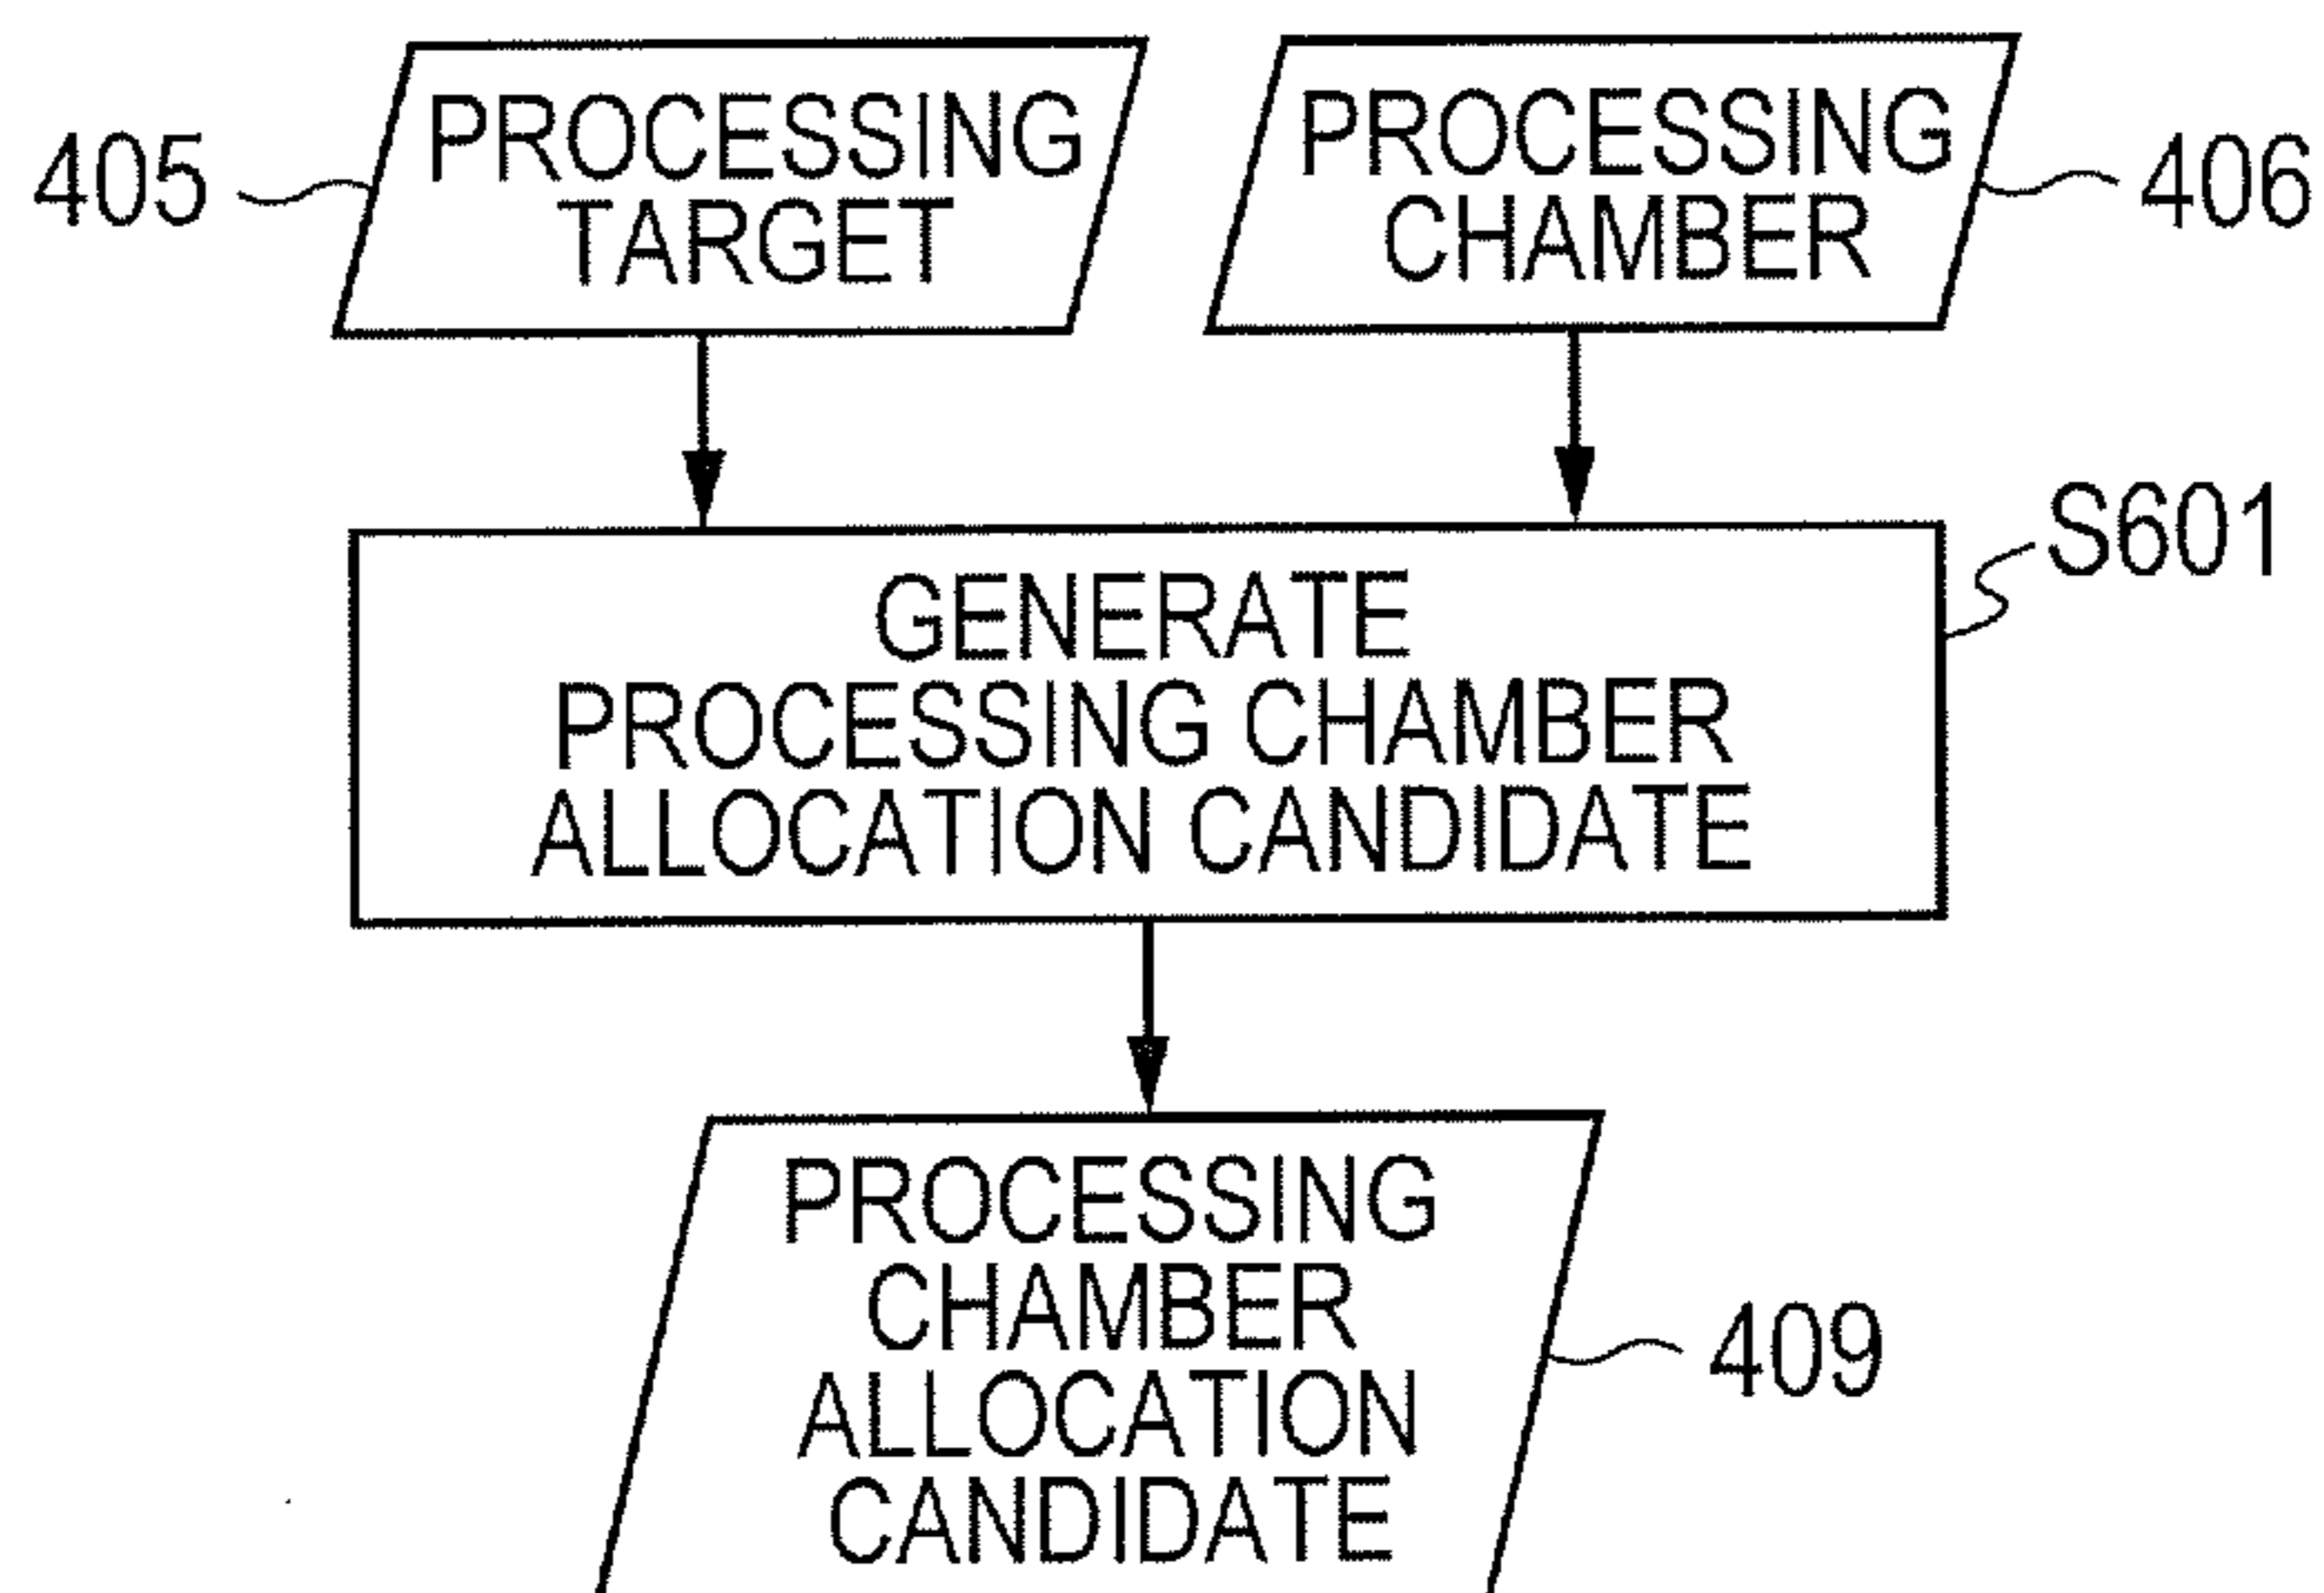 PROCESSING
TARGET
405
PROCESSING
CHAMBER
406
GENERATE
PROCESSING CHAMBER
ALLOCATION CANDIDATE
S601
PROCESSING
CHAMBER
ALLOCATION
CANDIDATE
409